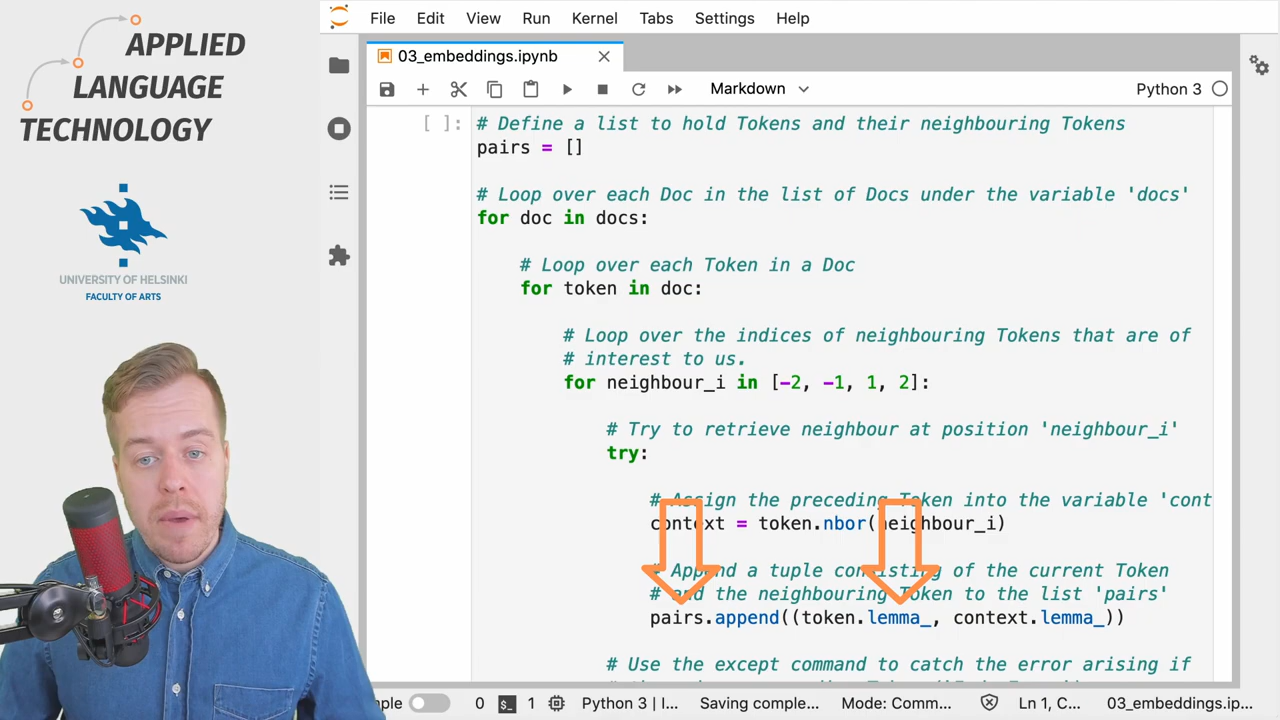 APPLIED
LANGUAGE
TECHNOLOGY
UNIVERSITY OF HELSINKI
FACULTY OF ARTS
File Edit View Run Kernel Tabs Settings Help
03_embeddings.ipynb
Markdown
Python 3
[ ]:
# Define a list to hold Tokens and their neighbouring Tokens
pairs = []
# Loop over each Doc in the list of Docs under the variable 'docs'
for doc in docs:
# Loop over each Token in a Doc
for token in doc:
# Loop over the indices of neighbouring Tokens that are of
# interest to us.
for neighbour_i in [-2, -1, 1, 2]:
# Try to retrieve neighbour at position 'neighbour_i'
try:
# Assign the preceding Token into the variable 'cont
context = token.nbor(neighbour_i)
# Append a tuple consisting of the current Token
# and the neighbouring Token to the list 'pairs'
pairs.append((token.lemma_, context.lemma_))
# Use the except command to catch the error arising if
ple 0 $_ 1 Python 3 | I... Saving comple... Mode: Comm... Ln 1, C... 03_embeddings.ip...